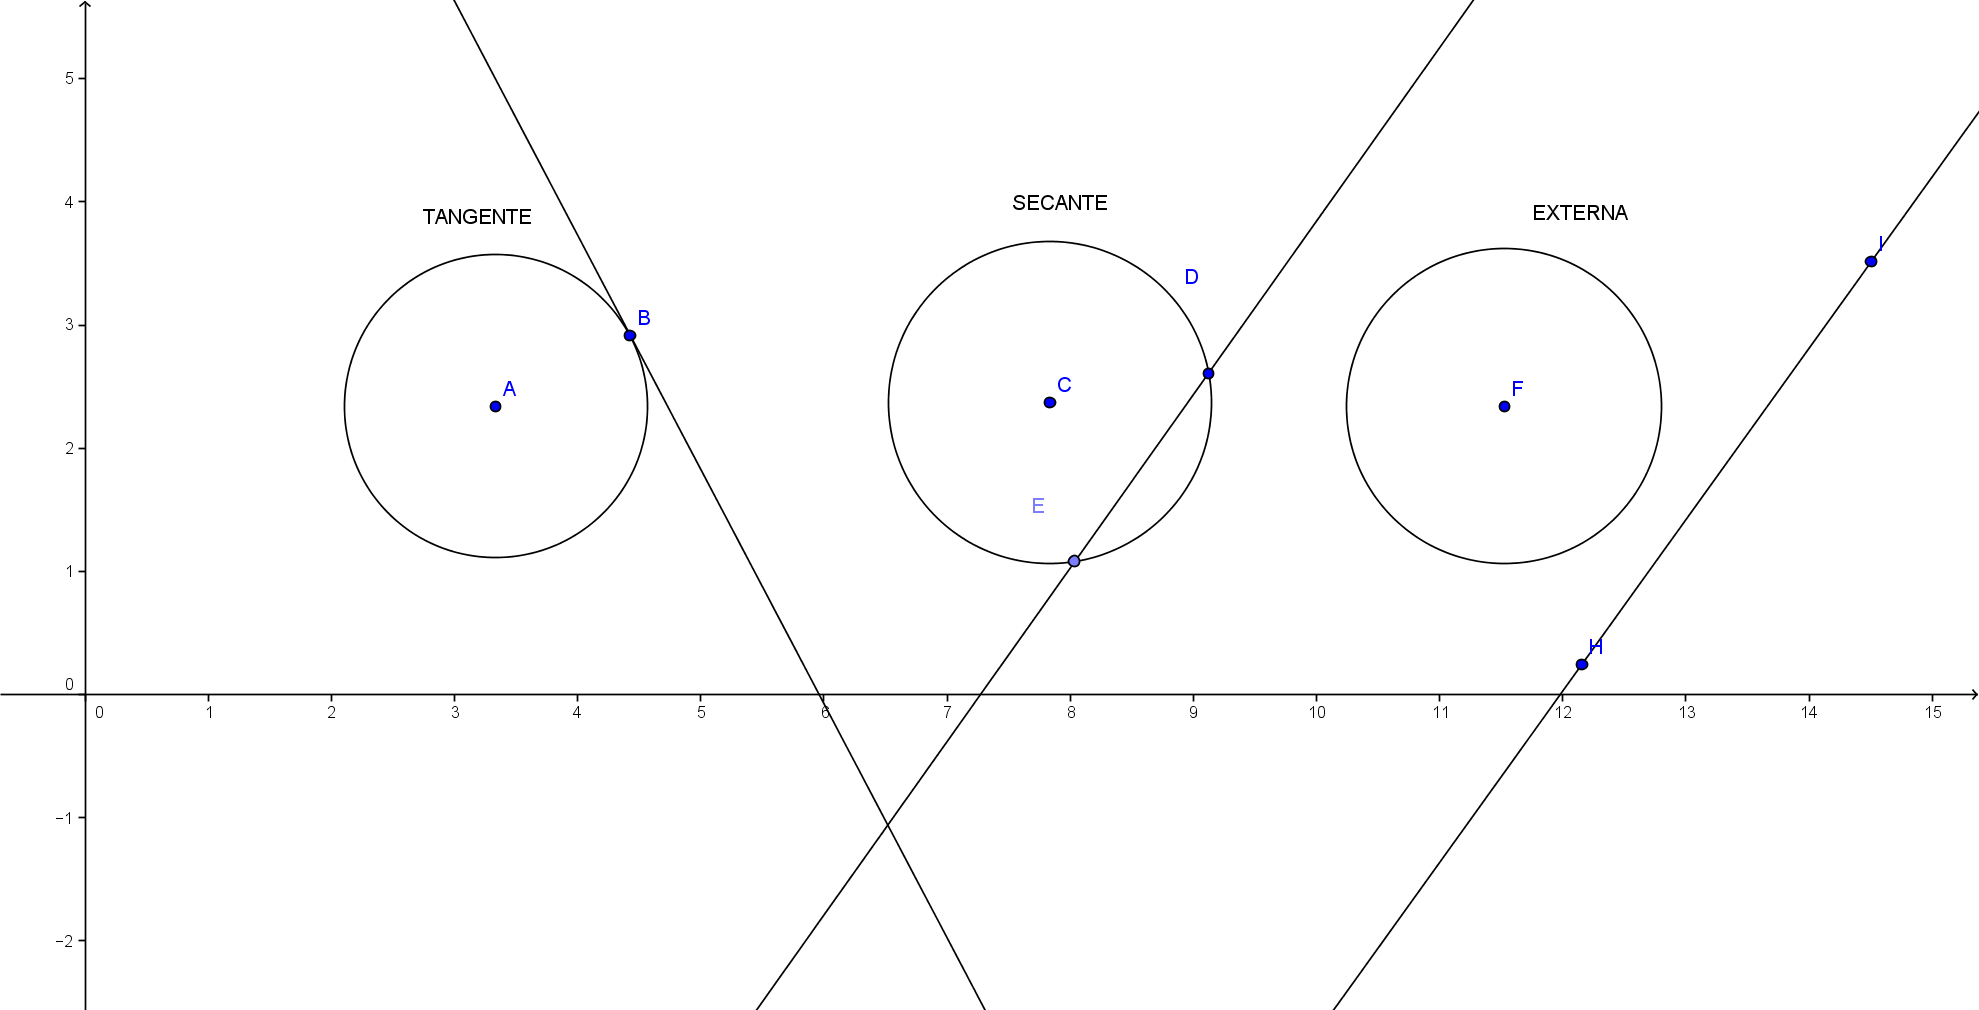 5
4
TANGENTE
SECANTE
EXTERNA
I
D
B
3
A
C
F
2
E
1
H
0
0 1 2 3 4 5 6 7 8 9 10 11 12 13 14 15
−1
−2